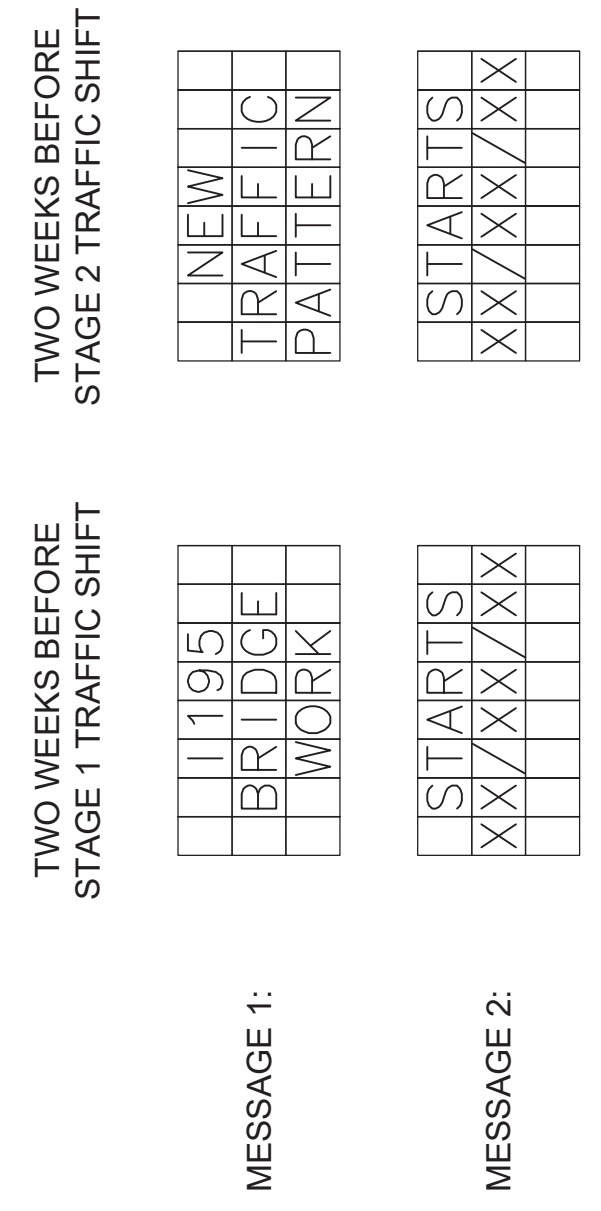 TWO WEEKS BEFORE
STAGE 1 TRAFFIC SHIFT
TWO WEEKS BEFORE
STAGE 2 TRAFFIC SHIFT
MESSAGE 1:
I195
BRIDGE
WORK
NEW
TRAFFIC
PATTERN
MESSAGE 2:
STARTS
XX/XX/XX
STARTS
XX/XX/XX